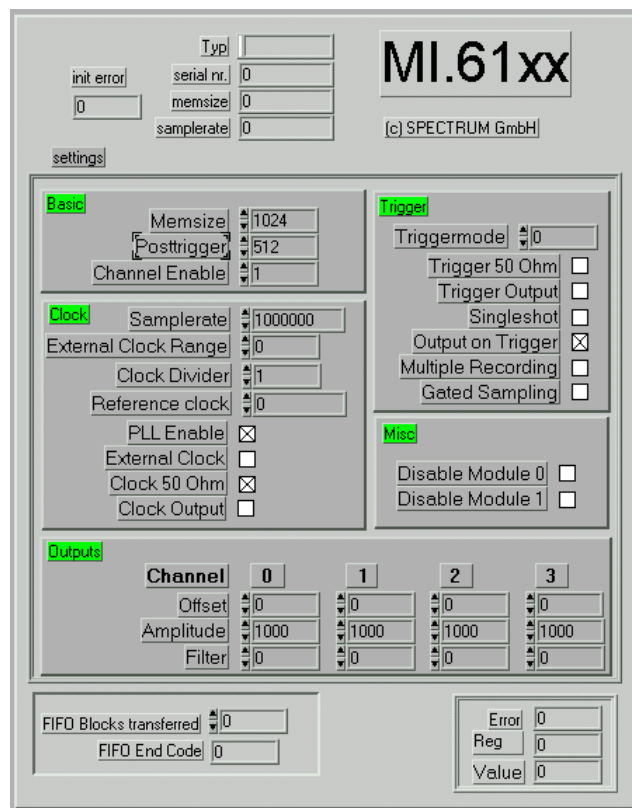 Typ
init error
serial nr. 0
0
memsize 0
samplerate 0
MI.61xx
(c) SPECTRUM GmbH
settings
Basic
Memsize 1024
Posttrigger 512
Channel Enable 1
Clock
Samplerate 1000000
External Clock Range 0
Clock Divider 1
Reference clock 0
PLL Enable
External Clock
Clock 50 Ohm
Clock Output
Trigger
Triggermode 0
Trigger 50 Ohm
Trigger Output
Singleshot
Output on Trigger
Multiple Recording
Gated Sampling
Misc
Disable Module 0
Disable Module 1
Outputs
Channel 0 1 2 3
Offset 0 0 0 0
Amplitude 1000 1000 1000 1000
Filter 0 0 0 0
FIFO Blocks transferred 0
FIFO End Code 0
Error 0
Reg 0
Value 0